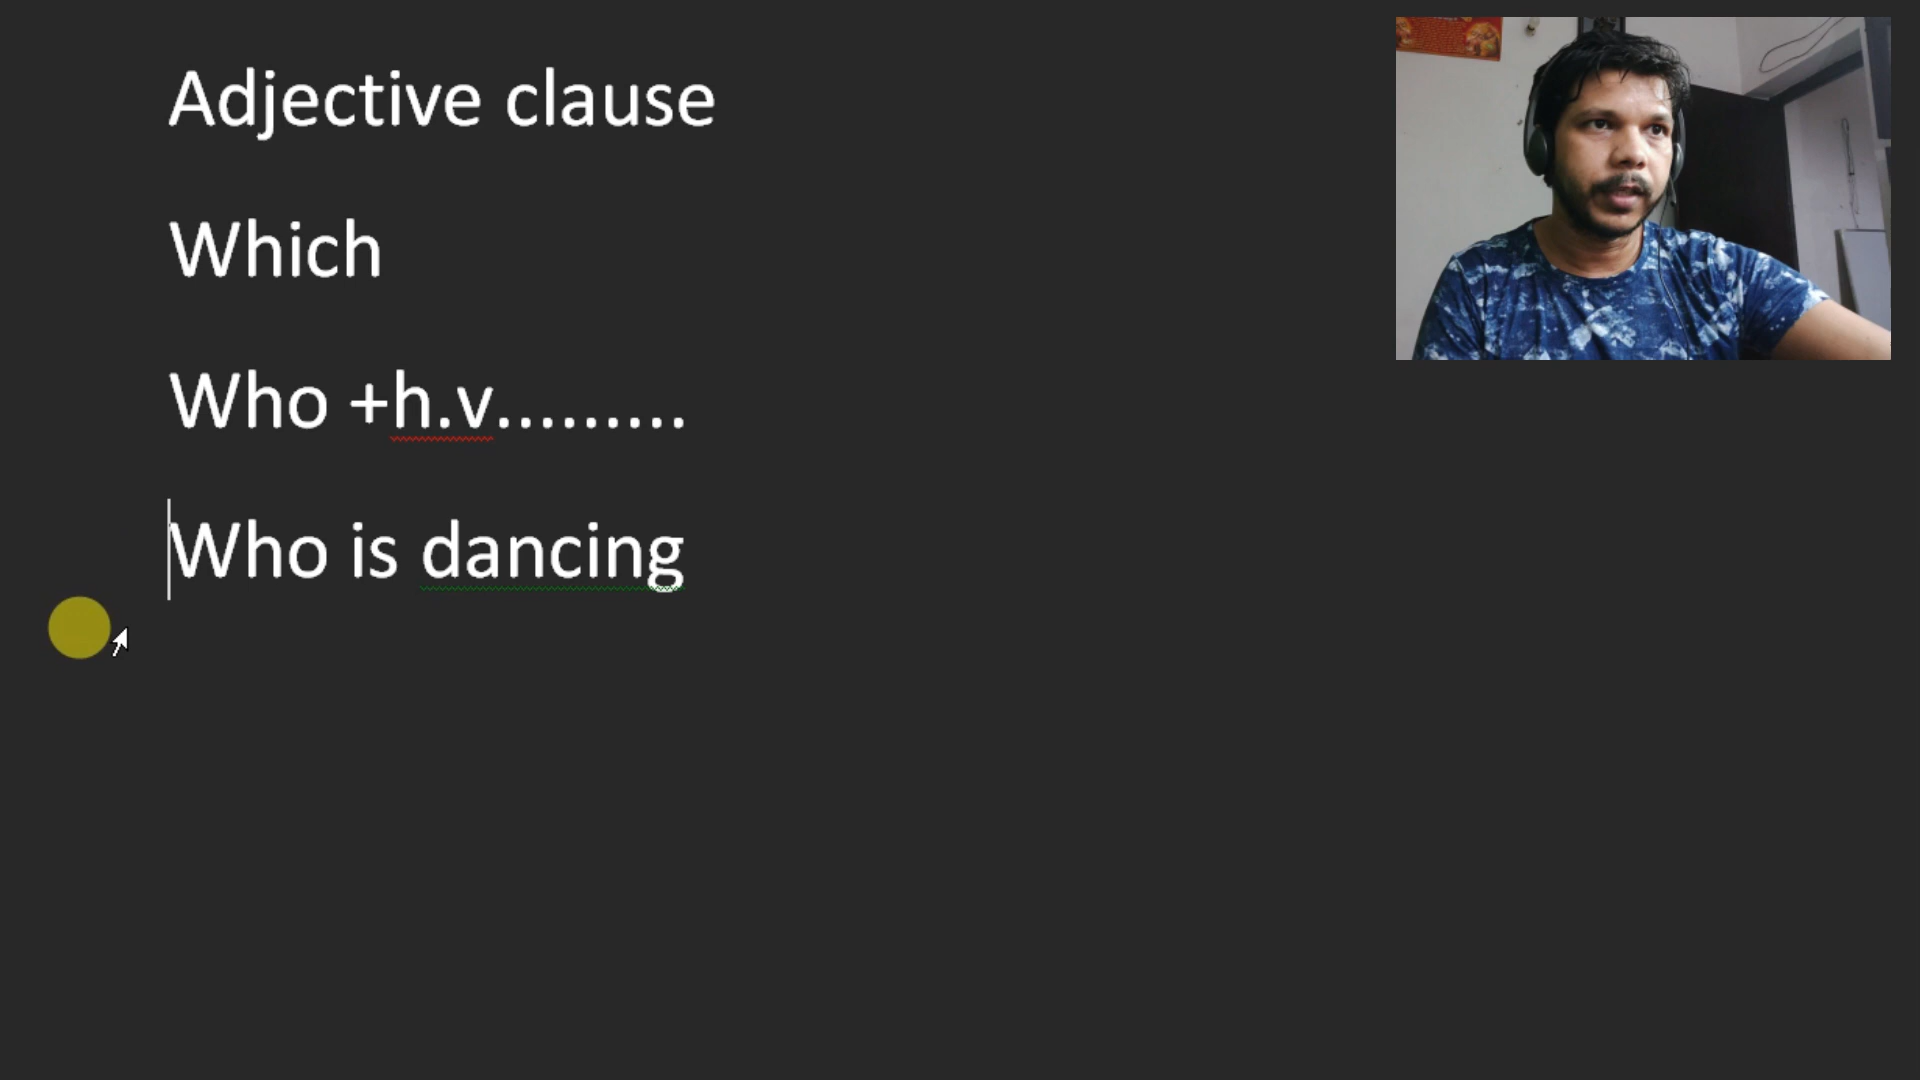 Adjective clause
Which
Who +h.v.........
Who is dancing